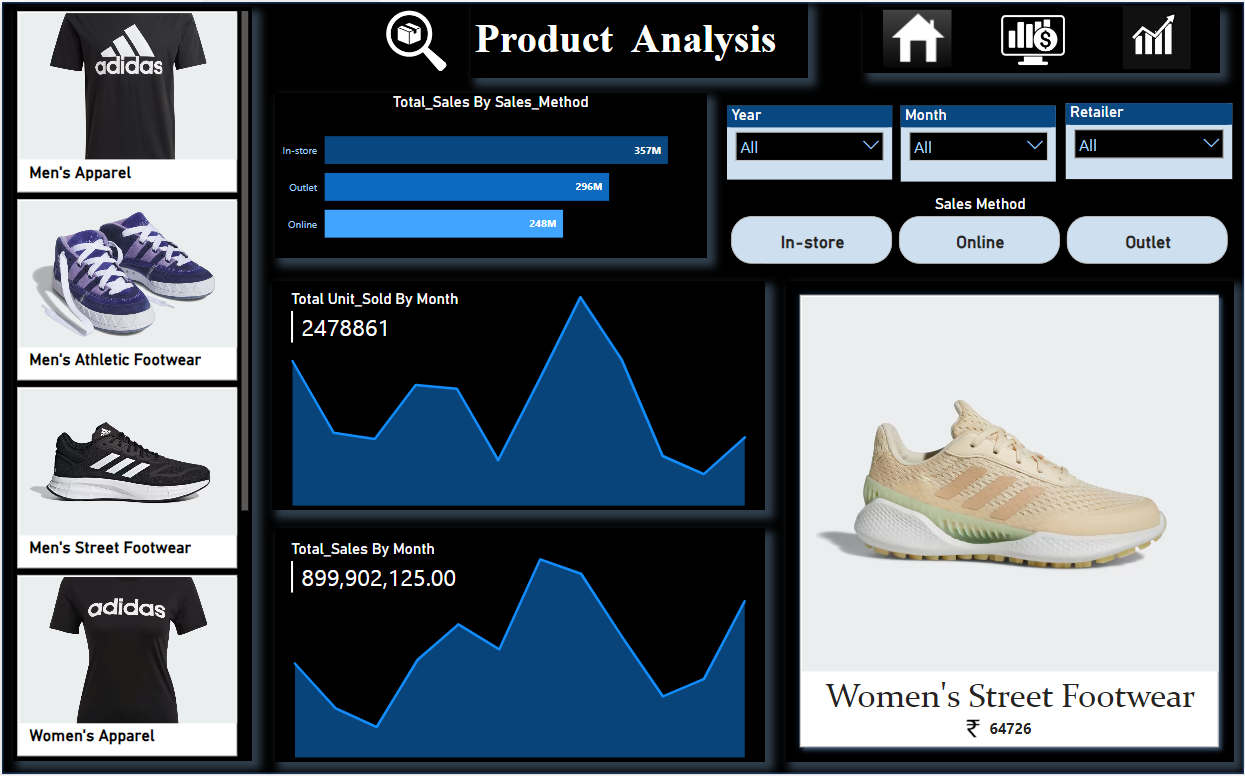 adidas
Men's Apparel
Men's Athletic Footwear
Men's Street Footwear
adidas
Women's Apparel
Product Analysis
Total_Sales By Sales_Method
In-store 357M
Outlet 296M
Online 248M
Year
All
Month
All
Retailer
All
Sales Method
In-store Online Outlet
Total Unit_Sold By Month
2478861
Total_Sales By Month
899,902,125.00
Women's Street Footwear
₹ 64726